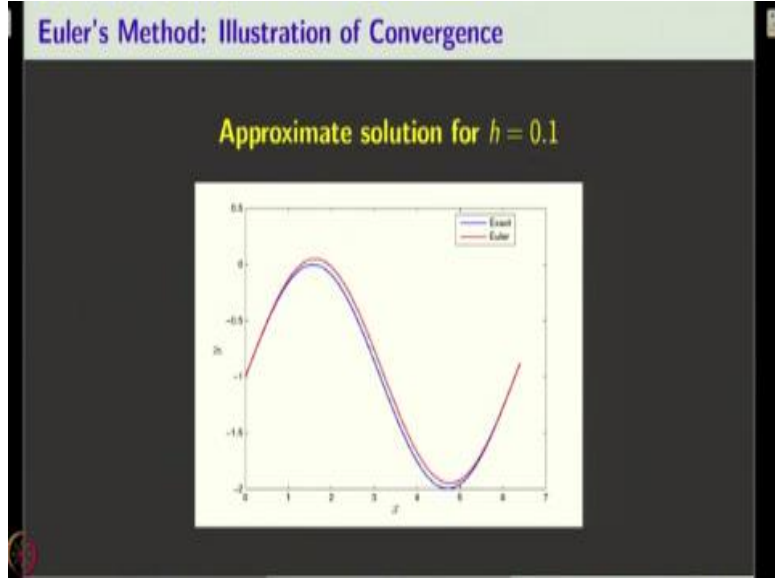 Euler's Method: Illustration of Convergence
Approximate solution for h = 0.1
0.5
Exact
Euler
0
-0.5
-1
-1.5
-2
0 1 2 3 4 5 6 7